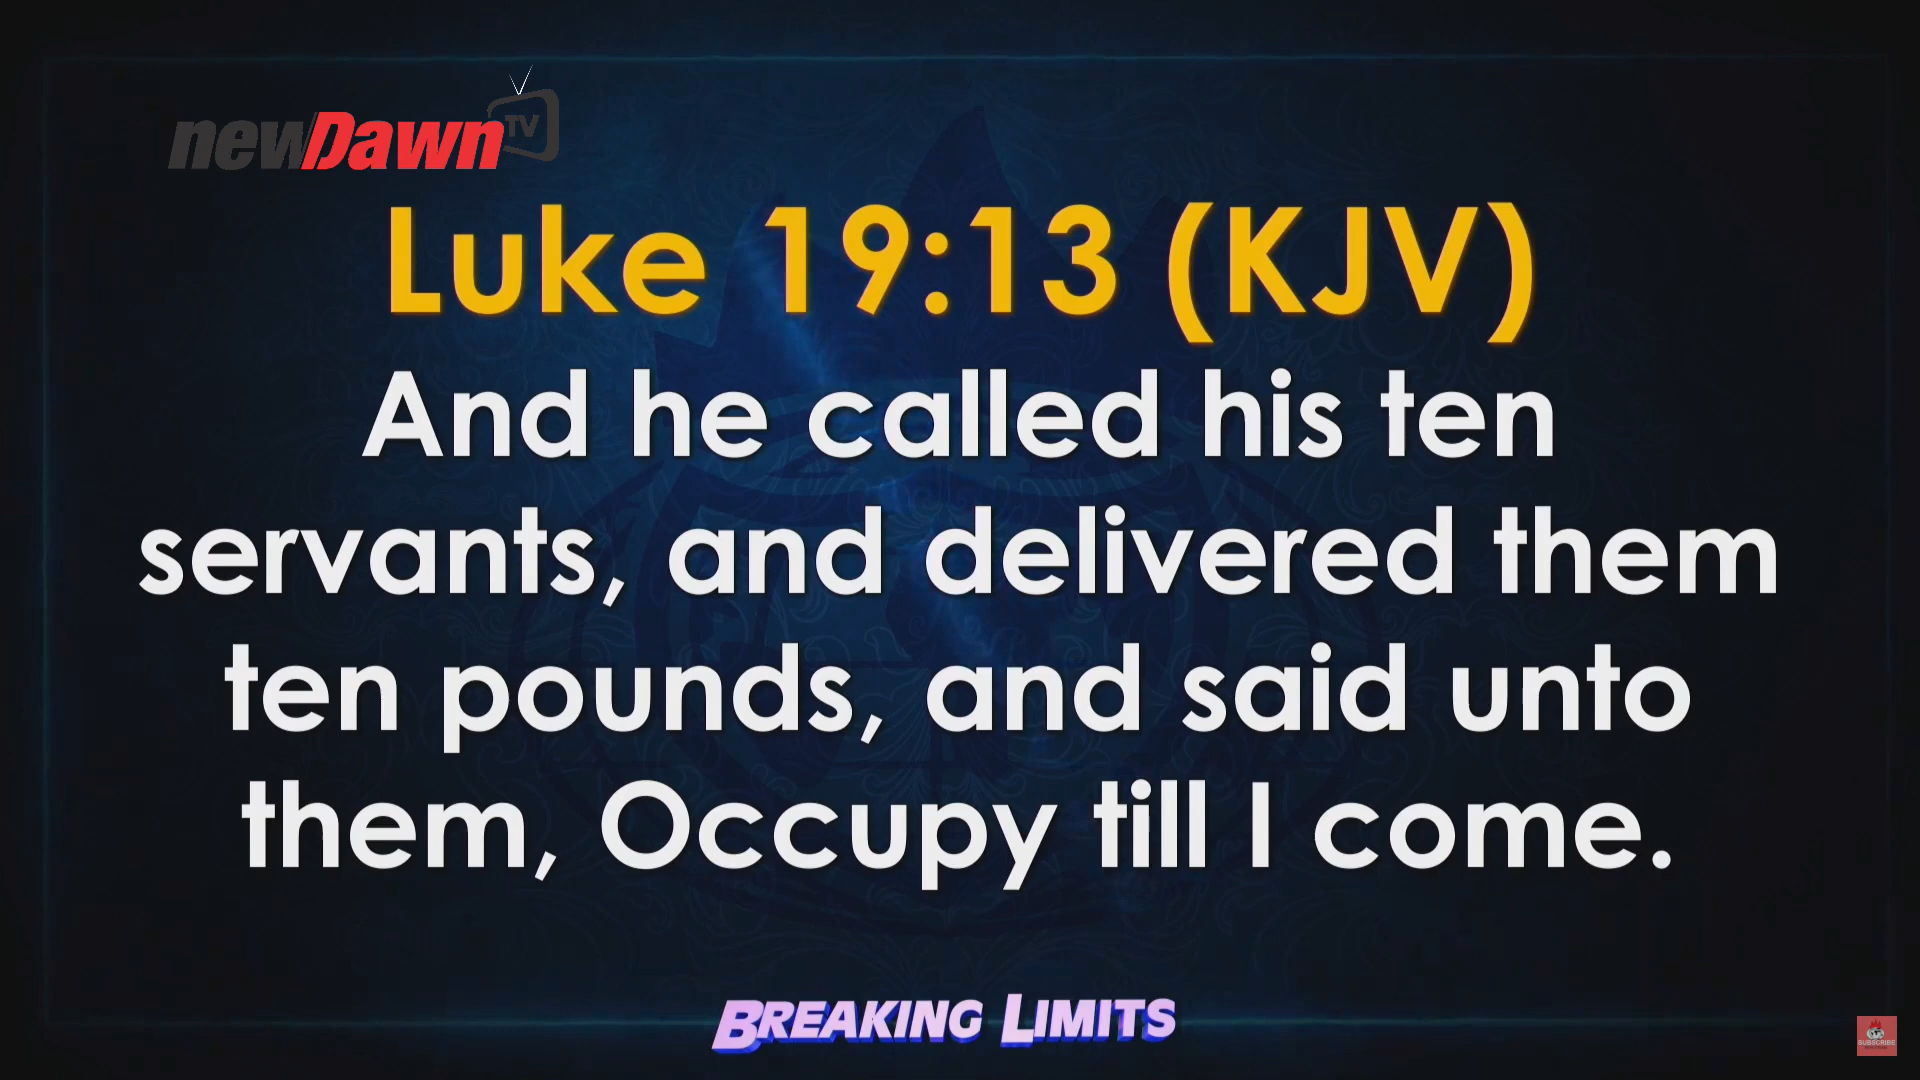 newDawn TV
Luke 19:13 (KJV)
And he called his ten
servants, and delivered them
ten pounds, and said unto
them, Occupy till I come.
BREAKING LIMITS
SUBSCRIBE